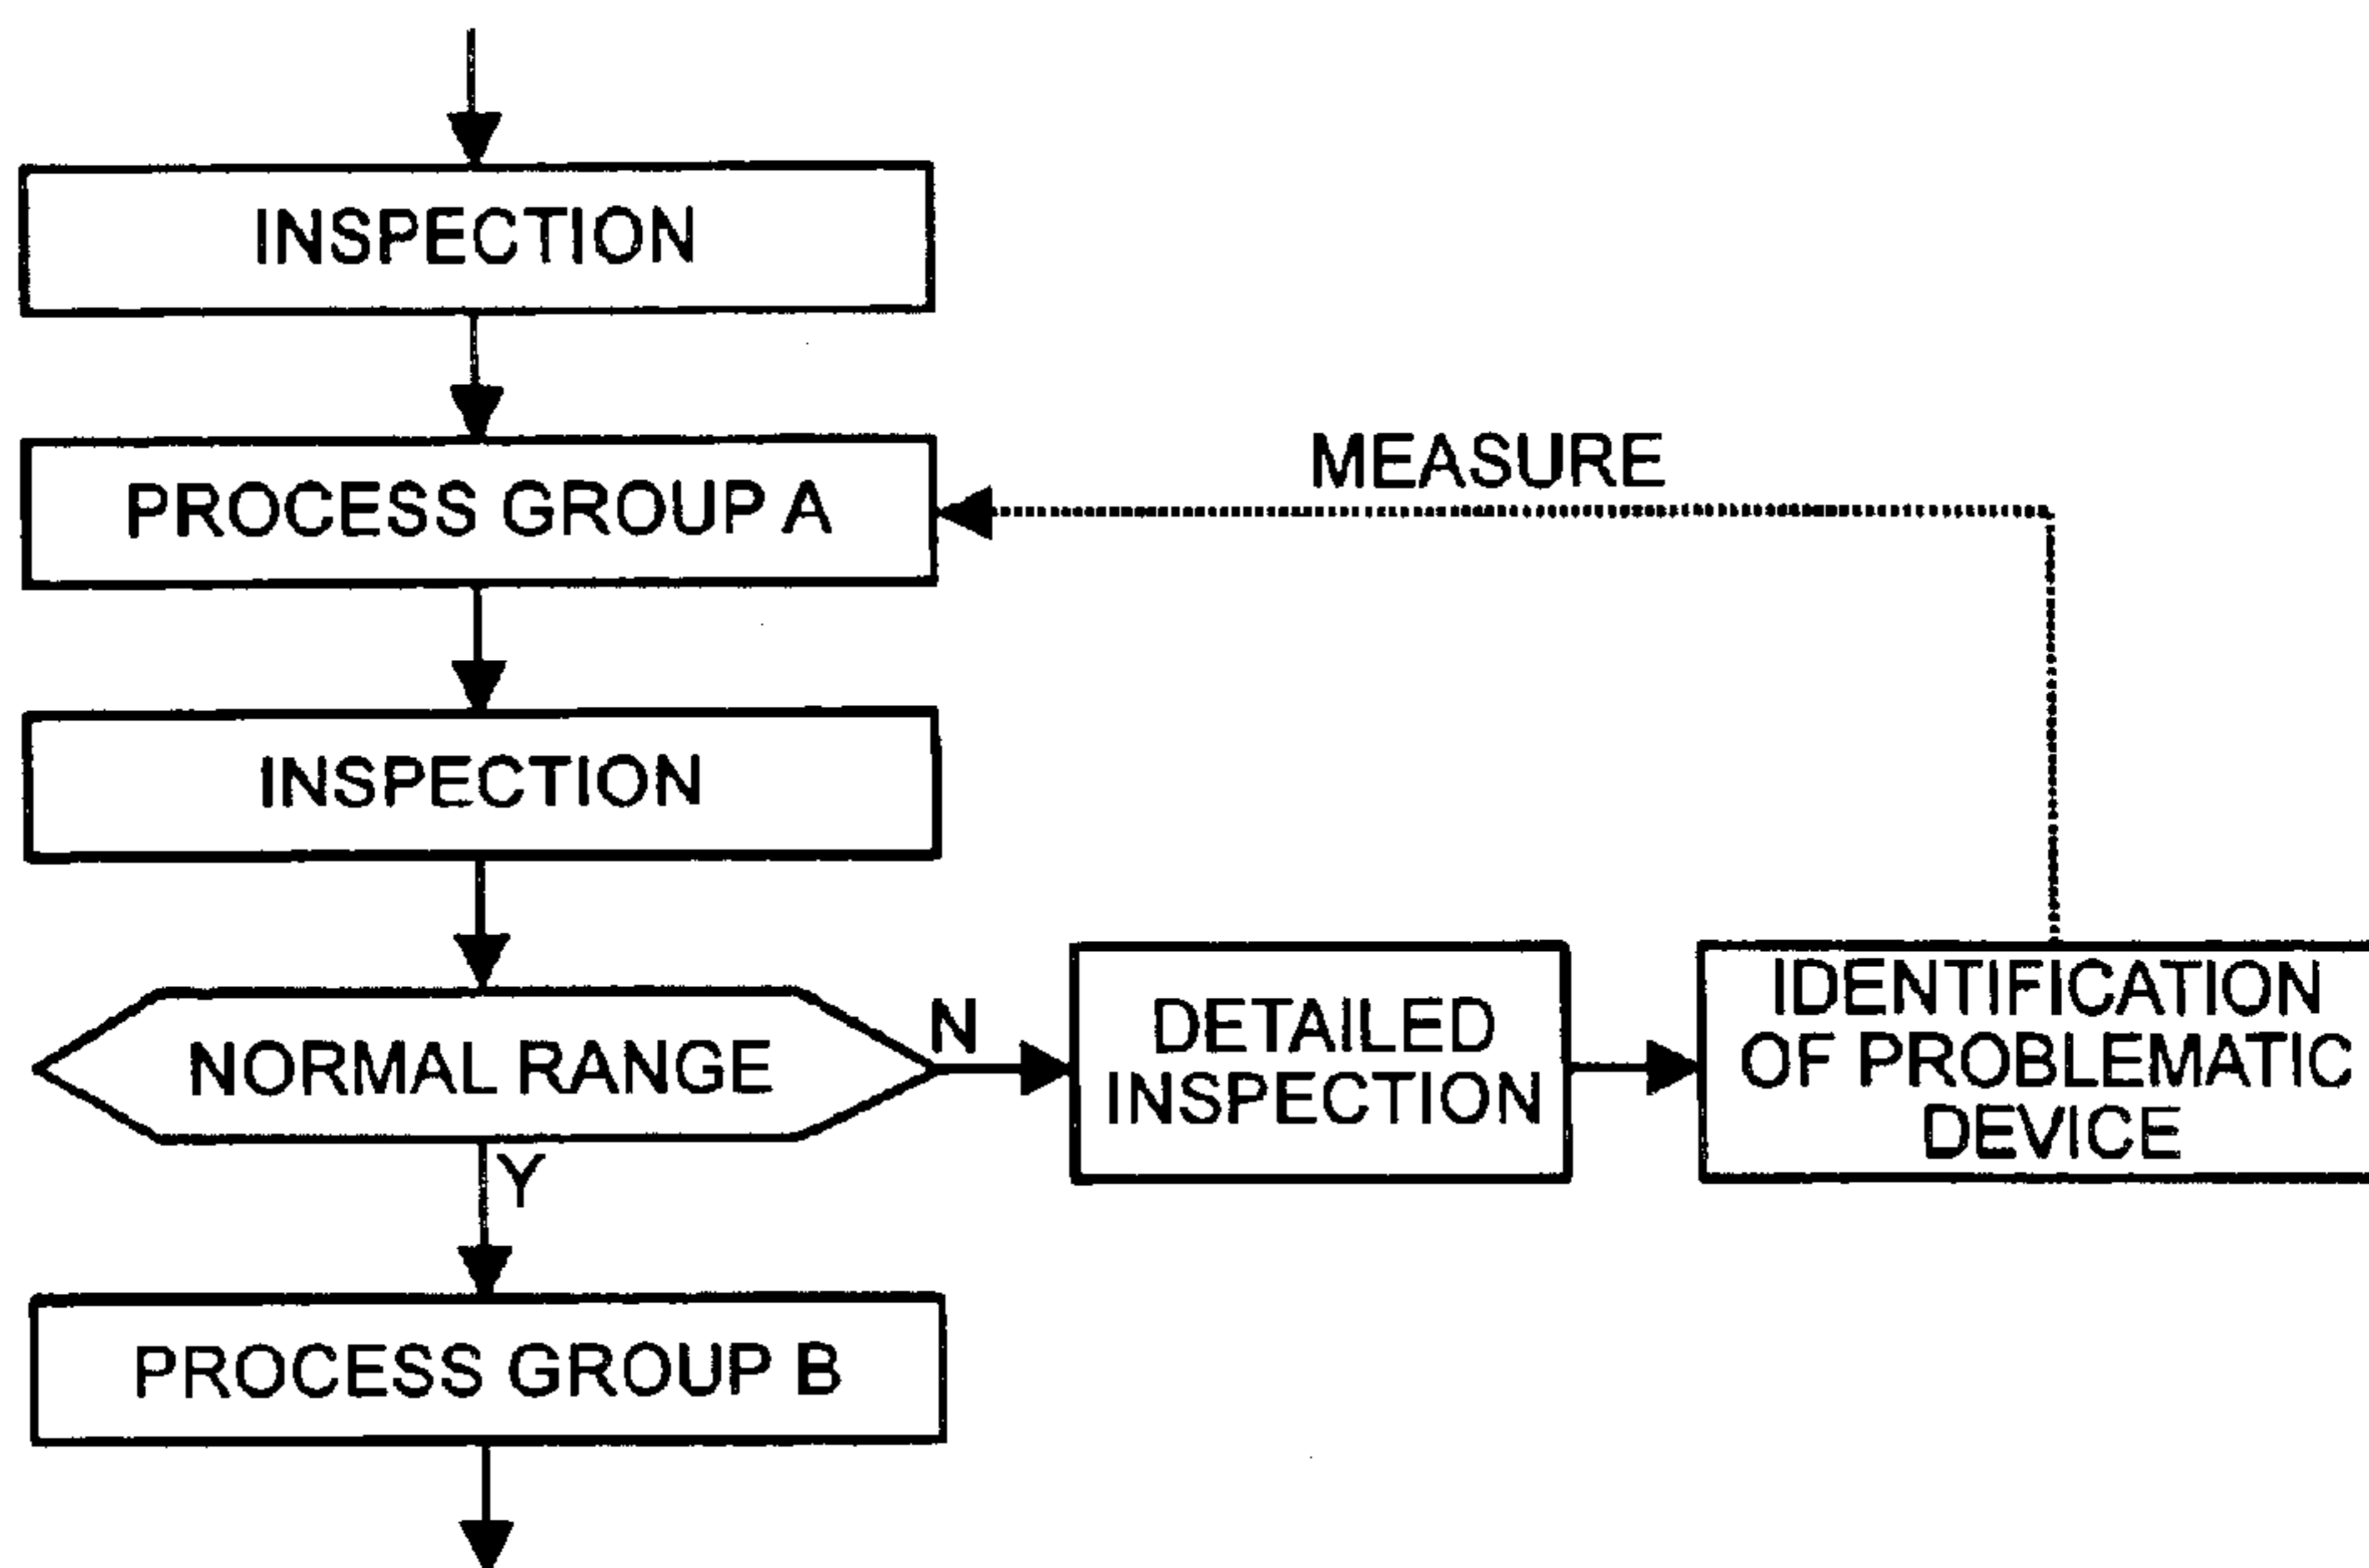 INSPECTION
PROCESS GROUP A
MEASURE
INSPECTION
NORMAL RANGE
N
DETAILED
INSPECTION
IDENTIFICATION
OF PROBLEMATIC
DEVICE
Y
PROCESS GROUP B